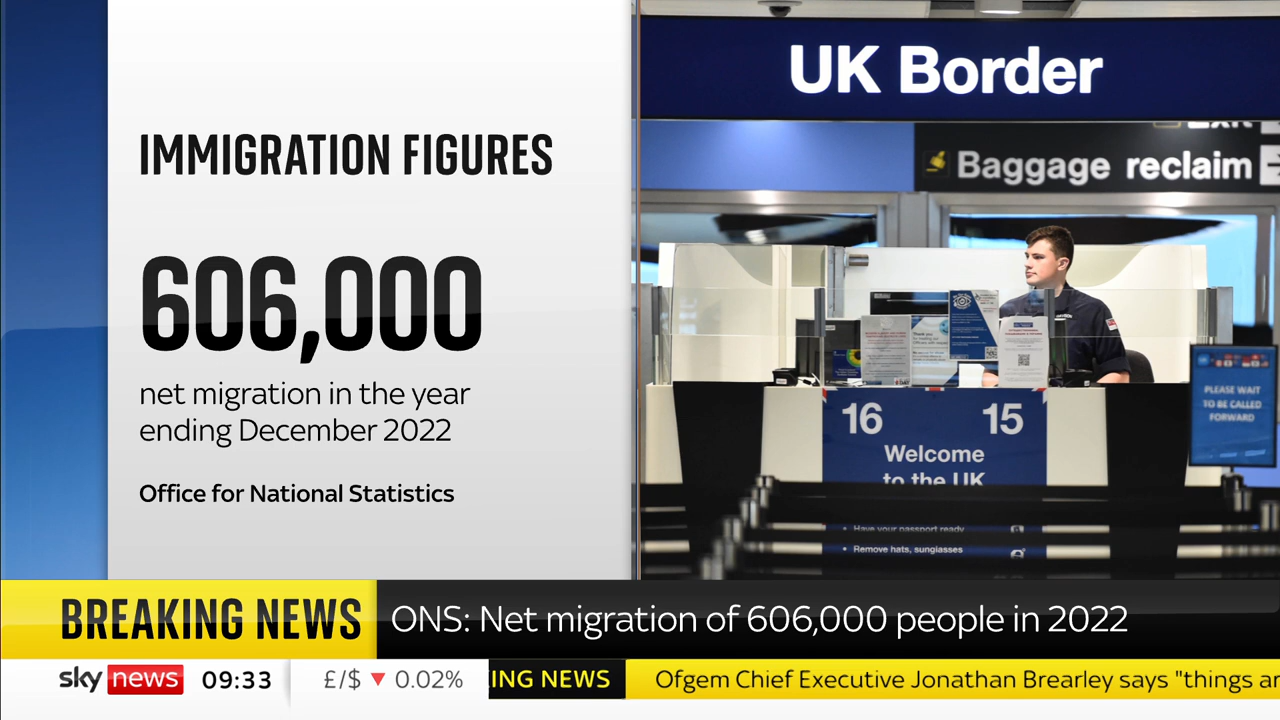 IMMIGRATION FIGURES
606,000
net migration in the year
ending December 2022
Office for National Statistics
UK Border
Baggage reclaim
16 15
Welcome
to the UK
Have your passport ready
Remove hats, sunglasses
PLEASE WAIT
TO BE CALLED
FORWARD
BREAKING NEWS
ONS: Net migration of 606,000 people in 2022
sky news 09:33 £/$ ▼ 0.02% ING NEWS Ofgem Chief Executive Jonathan Brearley says "things ar